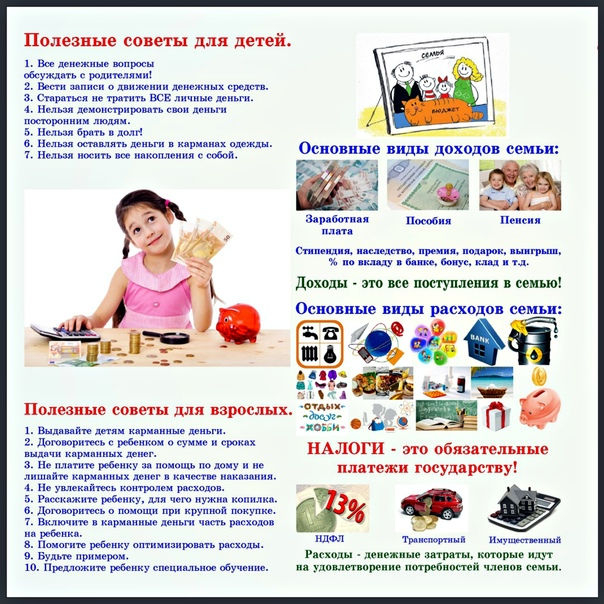 Полезные советы для детей.
1. Все денежные вопросы
обсуждать с родителями!
2. Вести записи о движении денежных средств.
3. Стараться не тратить ВСЕ личные деньги.
4. Нельзя демонстрировать свои деньги
посторонним людям.
5. Нельзя брать в долг!
6. Нельзя оставлять деньги в карманах одежды.
7. Нельзя носить все накопления с собой.
Полезные советы для взрослых.
1. Выдавайте детям карманные деньги.
2. Договоритесь с ребенком о сумме и сроках
выдачи карманных денег.
3. Не платите ребенку за помощь по дому и не
лишайте карманных денег в качестве наказания.
4. Не увлекайтесь контролем расходов.
5. Расскажите ребенку, для чего нужна копилка.
6. Договоритесь о помощи при крупной покупке.
7. Включите в карманные деньги часть расходов
на ребенка.
8. Помогите ребенку оптимизировать расходы.
9. Будьте примером.
10. Предложите ребенку специальное обучение.
СЕМЬЯ
БЮДЖЕТ
Основные виды доходов семьи:
Заработная
плата
Пособия
Пенсия
Стипендия, наследство, премия, подарок, выигрыш,
% по вкладу в банке, бонус, клад и т.д.
Доходы - это все поступления в семью!
Основные виды расходов семьи:
BANK
ОТДЫХ
досуг
ХОББИ
НАЛОГИ - это обязательные
платежи государству!
13%
НДФЛ
Транспортный
Имущественный
Расходы - денежные затраты, которые идут
на удовлетворение потребностей членов семьи.